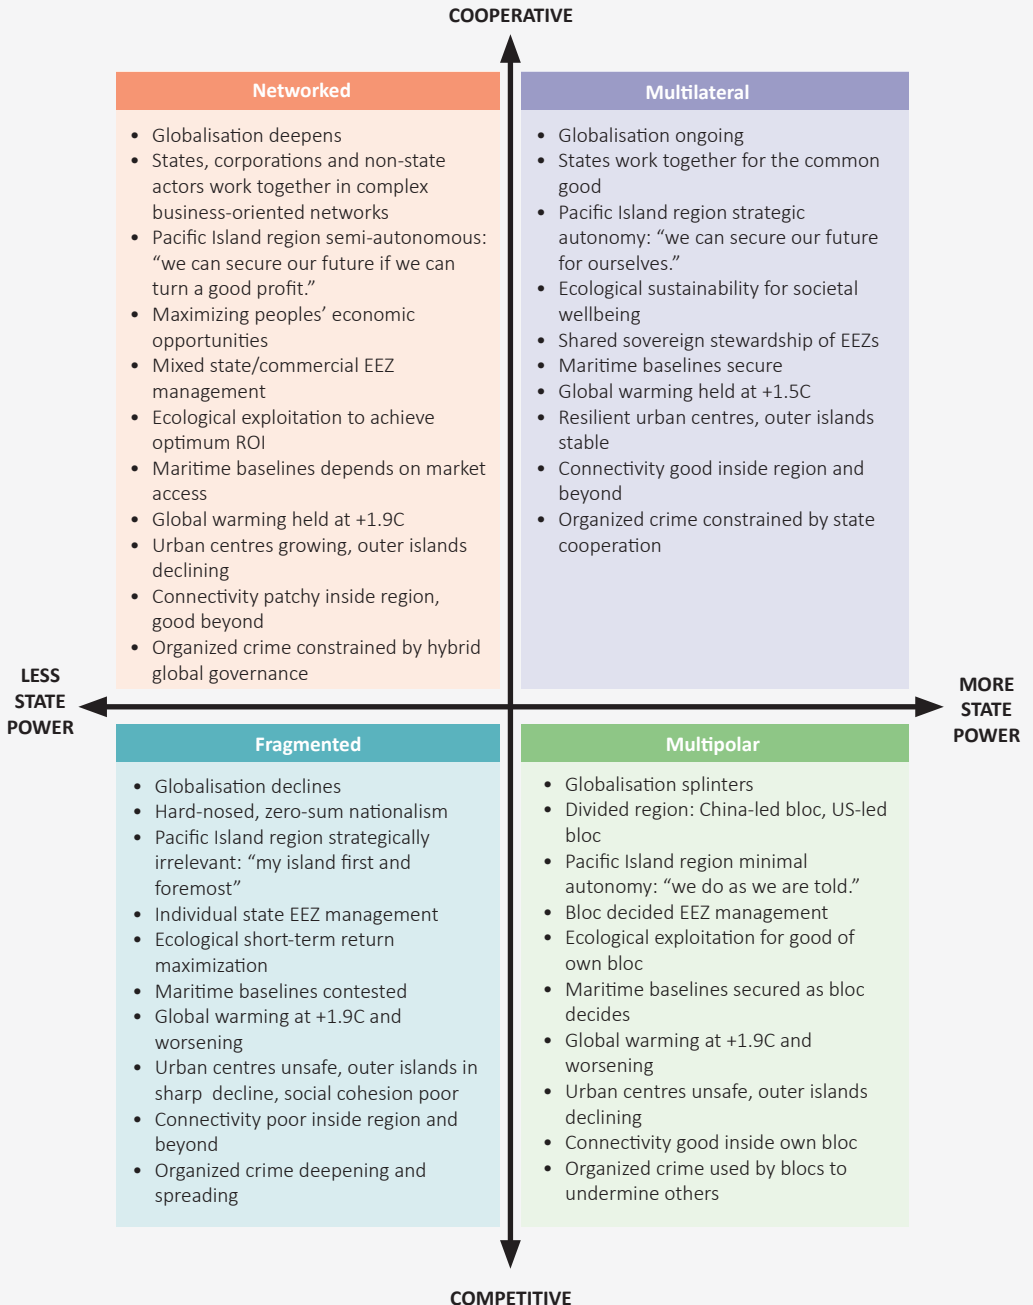 COOPERATIVE
Networked
• Globalisation deepens
• States, corporations and non-state
actors work together in complex
business-oriented networks
• Pacific Island region semi-autonomous:
“we can secure our future if we can
turn a good profit.”
• Maximizing peoples’ economic
opportunities
• Mixed state/commercial EEZ
management
• Ecological exploitation to achieve
optimum ROI
• Maritime baselines depends on market
access
• Global warming held at +1.9C
• Urban centres growing, outer islands
declining
• Connectivity patchy inside region,
good beyond
• Organized crime constrained by hybrid
global governance
Multilateral
• Globalisation ongoing
• States work together for the common
good
• Pacific Island region strategic
autonomy: “we can secure our future
for ourselves.”
• Ecological sustainability for societal
wellbeing
• Shared sovereign stewardship of EEZs
• Maritime baselines secure
• Global warming held at +1.5C
• Resilient urban centres, outer islands
stable
• Connectivity good inside region and
beyond
• Organized crime constrained by state
cooperation
LESS
STATE
POWER
MORE
STATE
POWER
Fragmented
• Globalisation declines
• Hard-nosed, zero-sum nationalism
• Pacific Island region strategically
irrelevant: “my island first and
foremost”
• Individual state EEZ management
• Ecological short-term return
maximization
• Maritime baselines contested
• Global warming at +1.9C and
worsening
• Urban centres unsafe, outer islands in
sharp decline, social cohesion poor
• Connectivity poor inside region and
beyond
• Organized crime deepening and
spreading
Multipolar
• Globalisation splinters
• Divided region: China-led bloc, US-led
bloc
• Pacific Island region minimal
autonomy: “we do as we are told.”
• Bloc decided EEZ management
• Ecological exploitation for good of
own bloc
• Maritime baselines secured as bloc
decides
• Global warming at +1.9C and
worsening
• Urban centres unsafe, outer islands
declining
• Connectivity good inside own bloc
• Organized crime used by blocs to
undermine others
COMPETITIVE